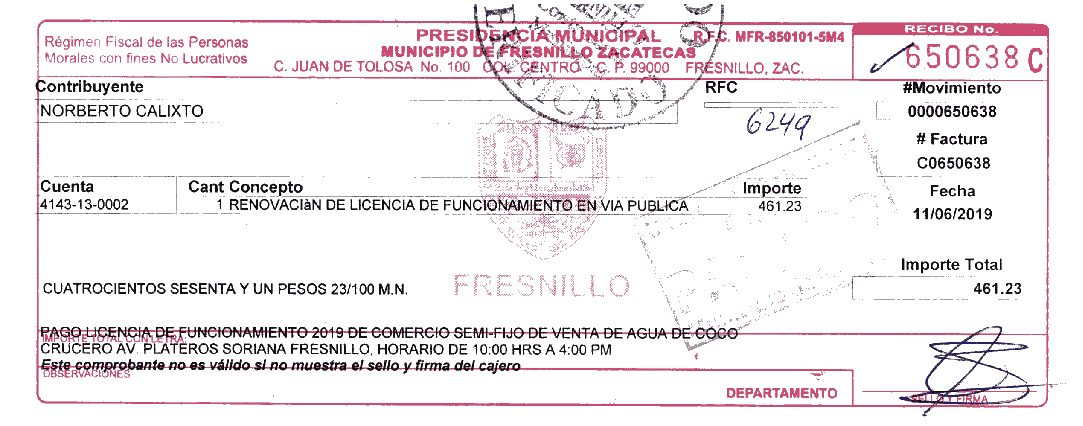 Régimen Fiscal de las Personas
Morales con fines No Lucrativos
PRESIDENCIA MUNICIPAL R.F.C. MFR-850101-5M4
MUNICIPIO DE FRESNILLO ZACATECAS
C. JUAN DE TOLOSA No. 100 COL. CENTRO C. P. 99000 FRESNILLO, ZAC.
RECIBO No.
650638 C
Contribuyente
NORBERTO CALIXTO
RFC
6249
#Movimiento
0000650638
# Factura
C0650638
Fecha
11/06/2019
Cuenta Cant Concepto Importe
4143-13-0002 1 RENOVACIàN DE LICENCIA DE FUNCIONAMIENTO EN VIA PUBLICA 461.23
FRESNILLO
Importe Total
461.23
CUATROCIENTOS SESENTA Y UN PESOS 23/100 M.N.
PAGO LICENCIA DE FUNCIONAMIENTO 2019 DE COMERCIO SEMI-FIJO DE VENTA DE AGUA DE COCO
IMPORTE TOTAL CON LETRA:
CRUCERO AV. PLATEROS SORIANA FRESNILLO, HORARIO DE 10:00 HRS A 4:00 PM
Este comprobante no es válido si no muestra el sello y firma del cajero
OBSERVACIONES
DEPARTAMENTO
SELLO Y FIRMA